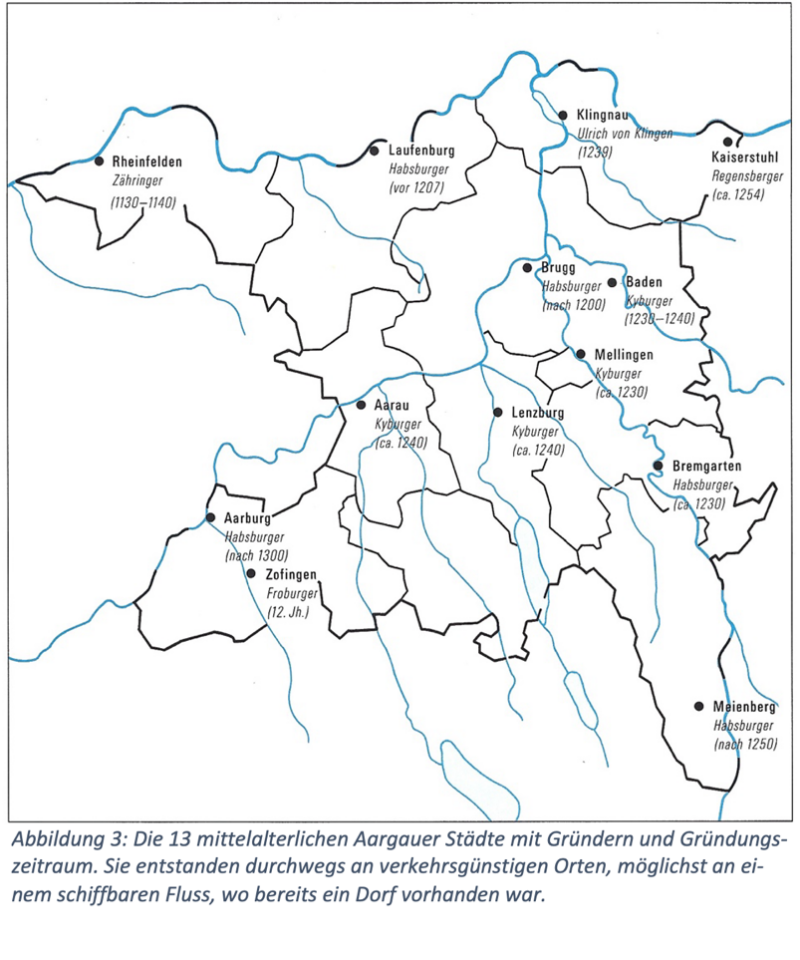 Klingnau
Ulrich von Klingen
(1239)
Laufenburg
Habsburger
(vor 1207)
Kaiserstuhl
Regensberger
(ca. 1254)
Rheinfelden
Zähringer
(1130–1140)
Brugg
Habsburger
(nach 1200)
Baden
Kyburger
(1230–1240)
Mellingen
Kyburger
(ca. 1230)
Aarau
Kyburger
(ca. 1240)
Lenzburg
Kyburger
(ca. 1240)
Bremgarten
Habsburger
(ca. 1230)
Aarburg
Habsburger
(nach 1300)
Zofingen
Froburger
(12. Jh.)
Meienberg
Habsburger
(nach 1250)
Abbildung 3: Die 13 mittelalterlichen Aargauer Städte mit Gründern und Gründungs-
zeitraum. Sie entstanden durchwegs an verkehrsgünstigen Orten, möglichst an ei-
nem schiffbaren Fluss, wo bereits ein Dorf vorhanden war.